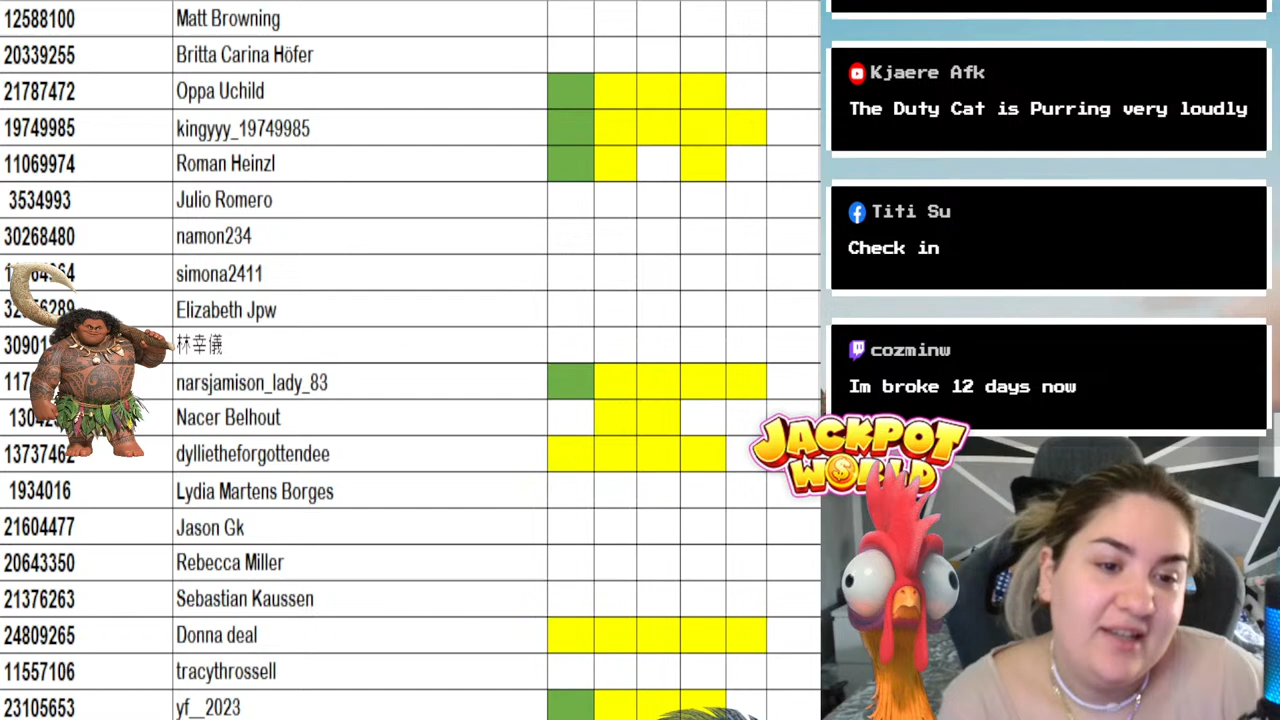 12588100 Matt Browning
20339255 Britta Carina Höfer
21787472 Oppa Uchild
19749985 kingyyy_19749985
11069974 Roman Heinzl
3534993 Julio Romero
30268480 namon234
simona2411
Elizabeth Jpw
林幸儀
narsjamison_lady_83
Nacer Belhout
13737462 dyllietheforgottendee
1934016 Lydia Martens Borges
21604477 Jason Gk
20643350 Rebecca Miller
21376263 Sebastian Kaussen
24809265 Donna deal
11557106 tracythrossell
23105653 yf__2023
Kjaere Afk
The Duty Cat is Purring very loudly
Titi Su
Check in
cozminw
Im broke 12 days now
JACKPOT
WORLD